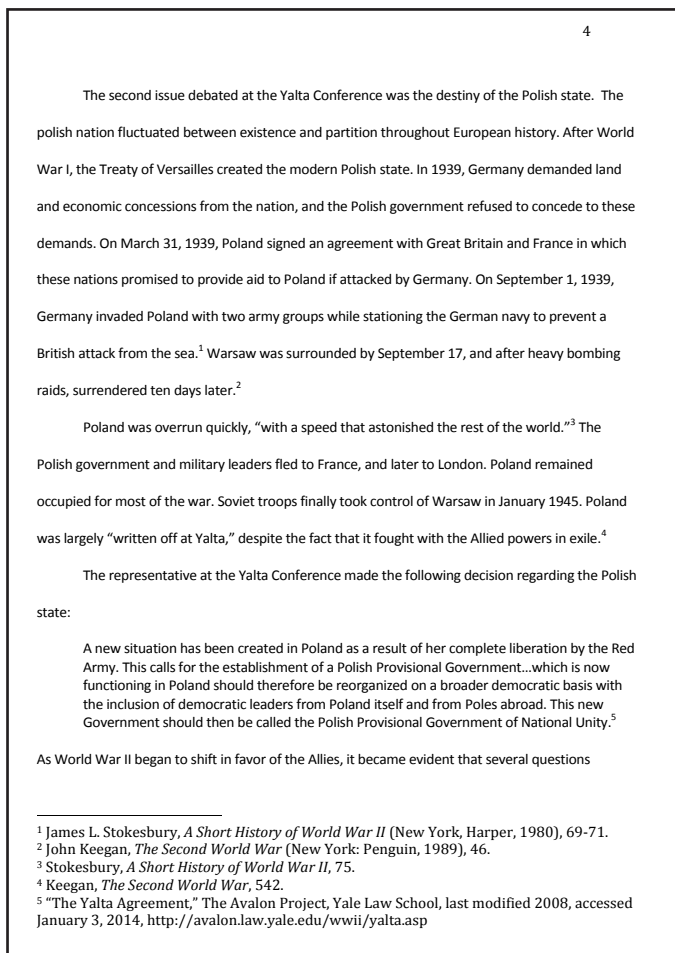 4
The second issue debated at the Yalta Conference was the destiny of the Polish state.  The
polish nation fluctuated between existence and partition throughout European history. After World
War I, the Treaty of Versailles created the modern Polish state. In 1939, Germany demanded land
and economic concessions from the nation, and the Polish government refused to concede to these
demands. On March 31, 1939, Poland signed an agreement with Great Britain and France in which
these nations promised to provide aid to Poland if attacked by Germany. On September 1, 1939,
Germany invaded Poland with two army groups while stationing the German navy to prevent a
British attack from the sea.¹ Warsaw was surrounded by September 17, and after heavy bombing
raids, surrendered ten days later.²
Poland was overrun quickly, “with a speed that astonished the rest of the world.”³ The
Polish government and military leaders fled to France, and later to London. Poland remained
occupied for most of the war. Soviet troops finally took control of Warsaw in January 1945. Poland
was largely “written off at Yalta,” despite the fact that it fought with the Allied powers in exile.⁴
The representative at the Yalta Conference made the following decision regarding the Polish
state:
A new situation has been created in Poland as a result of her complete liberation by the Red
Army. This calls for the establishment of a Polish Provisional Government…which is now
functioning in Poland should therefore be reorganized on a broader democratic basis with
the inclusion of democratic leaders from Poland itself and from Poles abroad. This new
Government should then be called the Polish Provisional Government of National Unity.⁵
As World War II began to shift in favor of the Allies, it became evident that several questions
¹ James L. Stokesbury, A Short History of World War II (New York, Harper, 1980), 69-71.
² John Keegan, The Second World War (New York: Penguin, 1989), 46.
³ Stokesbury, A Short History of World War II, 75.
⁴ Keegan, The Second World War, 542.
⁵ “The Yalta Agreement,” The Avalon Project, Yale Law School, last modified 2008, accessed
January 3, 2014, http://avalon.law.yale.edu/wwii/yalta.asp